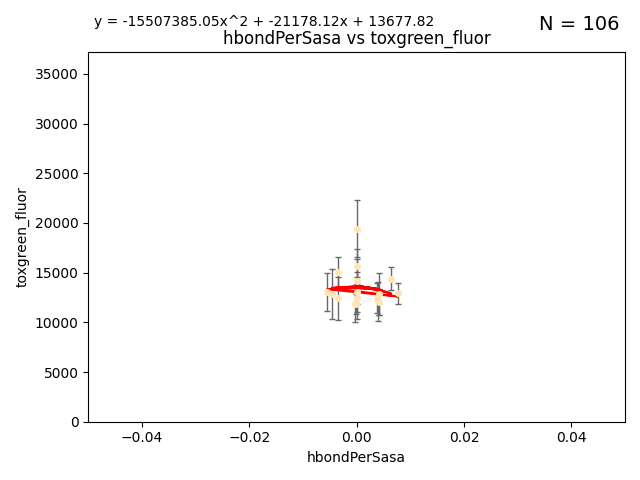 y = -15507385.05x^2 + -21178.12x + 13677.82
N = 106
hbondPerSasa vs toxgreen_fluor
35000
30000
25000
20000
15000
10000
5000
0
toxgreen_fluor
−0.04
−0.02
0.00
0.02
0.04
hbondPerSasa